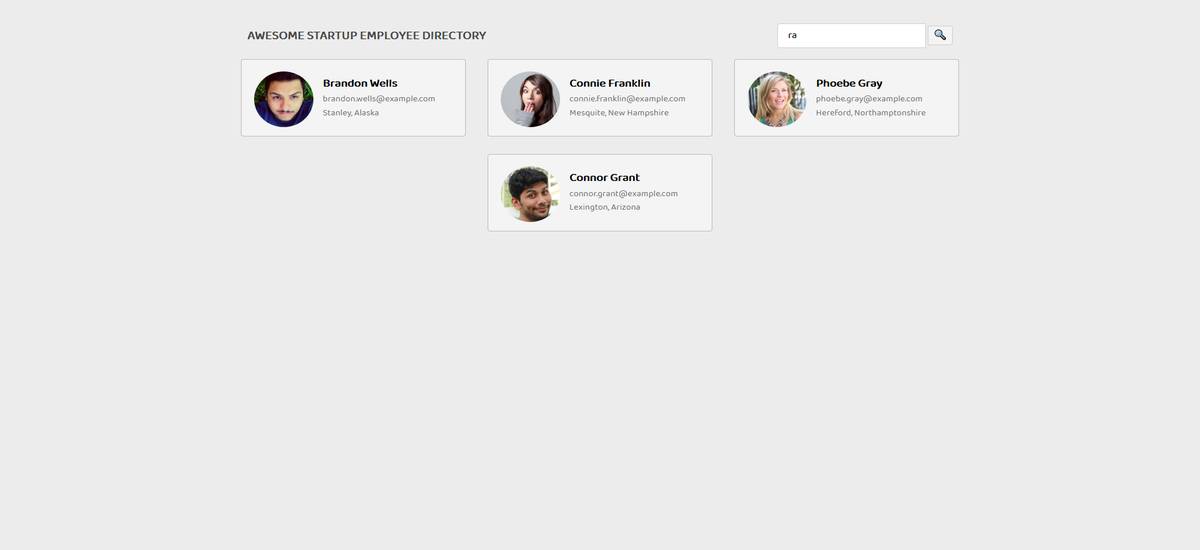 AWESOME STARTUP EMPLOYEE DIRECTORY
ra
Brandon Wells
brandon.wells@example.com
Stanley, Alaska
Connie Franklin
connie.franklin@example.com
Mesquite, New Hampshire
Phoebe Gray
phoebe.gray@example.com
Hereford, Northamptonshire
Connor Grant
connor.grant@example.com
Lexington, Arizona